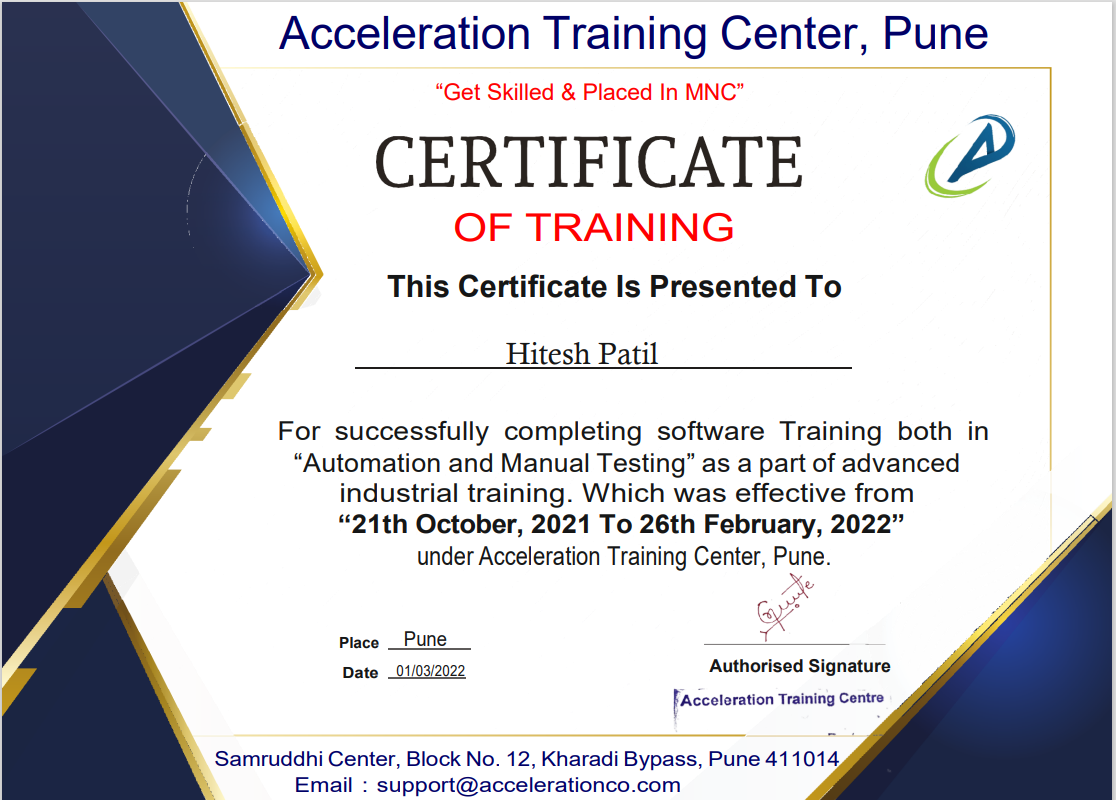 Acceleration Training Center, Pune
“Get Skilled & Placed In MNC”
CERTIFICATE
OF TRAINING
This Certificate Is Presented To
Hitesh Patil
For successfully completing software Training both in
“Automation and Manual Testing” as a part of advanced
industrial training. Which was effective from
“21th October, 2021 To 26th February, 2022”
under Acceleration Training Center, Pune.
Place Pune
Date 01/03/2022
Authorised Signature
Acceleration Training Centre
Samruddhi Center, Block No. 12, Kharadi Bypass, Pune 411014
Email : support@accelerationco.com